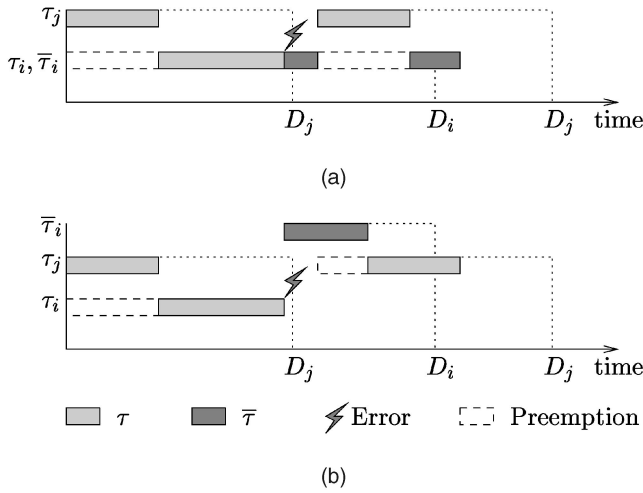 τj
τi, τ̅i
Dj Di Dj time
(a)
τ̅i
τj
τi
Dj Di Dj time
τ τ̅ Error Preemption
(b)